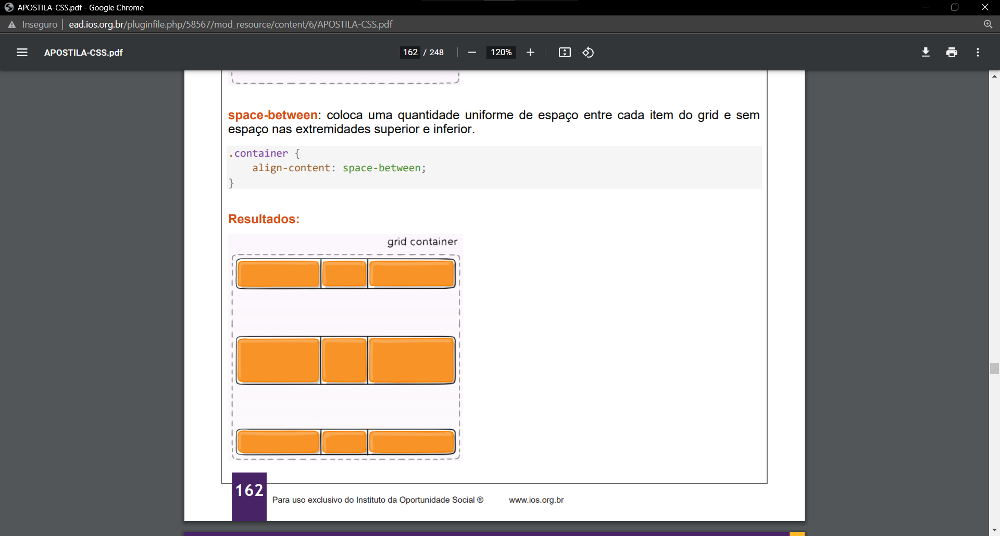 APOSTILA-CSS.pdf - Google Chrome
Inseguro | ead.ios.org.br/pluginfile.php/58567/mod_resource/content/6/APOSTILA-CSS.pdf
APOSTILA-CSS.pdf 162 / 248 120%
space-between: coloca uma quantidade uniforme de espaço entre cada item do grid e sem
espaço nas extremidades superior e inferior.
.container {
    align-content: space-between;
}
Resultados:
grid container
162
Para uso exclusivo do Instituto da Oportunidade Social ® www.ios.org.br